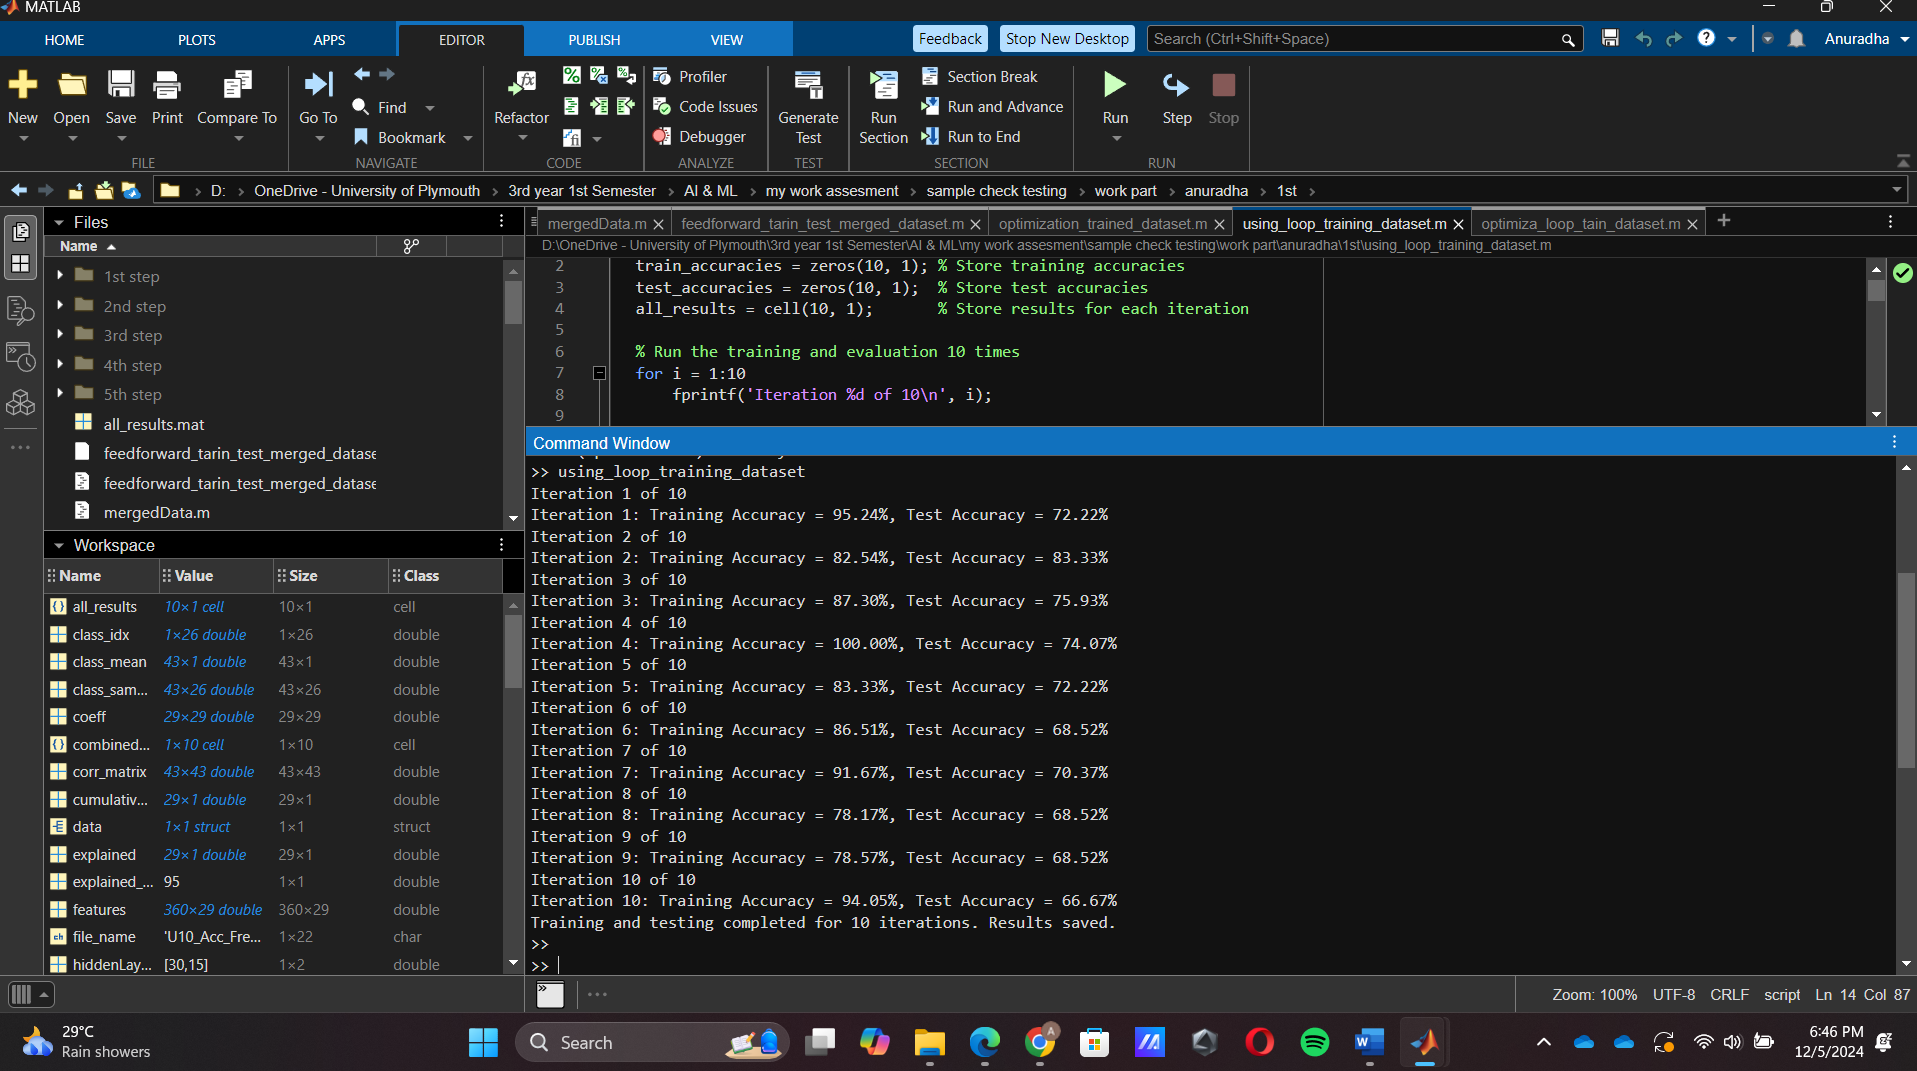 MATLAB
HOME PLOTS APPS EDITOR PUBLISH VIEW Feedback Stop New Desktop Search (Ctrl+Shift+Space) Anuradha
New Open Save Print Compare To
FILE
Go To Find Bookmark
NAVIGATE
Refactor
CODE
Profiler
Code Issues
Debugger
ANALYZE
Generate Test
TEST
Run Section
Section Break
Run and Advance
Run to End
SECTION
Run Step Stop
RUN
D: OneDrive - University of Plymouth 3rd year 1st Semester AI & ML my work assesment sample check testing work part anuradha 1st
Files
Name
1st step
2nd step
3rd step
4th step
5th step
all_results.mat
feedforward_tarin_test_merged_datase
feedforward_tarin_test_merged_datase
mergedData.m
Workspace
Name Value Size Class
all_results 10×1 cell 10×1 cell
class_idx 1×26 double 1×26 double
class_mean 43×1 double 43×1 double
class_sam... 43×26 double 43×26 double
coeff 29×29 double 29×29 double
combined... 1×10 cell 1×10 cell
corr_matrix 43×43 double 43×43 double
cumulativ... 29×1 double 29×1 double
data 1×1 struct 1×1 struct
explained 29×1 double 29×1 double
explained_... 95 1×1 double
features 360×29 double 360×29 double
file_name 'U10_Acc_Fre... 1×22 char
hiddenLay... [30,15] 1×2 double
mergedData.m feedforward_tarin_test_merged_dataset.m optimization_trained_dataset.m using_loop_training_dataset.m optimiza_loop_tain_dataset.m
D:\OneDrive - University of Plymouth\3rd year 1st Semester\AI & ML\my work assesment\sample check testing\work part\anuradha\1st\using_loop_training_dataset.m
2 train_accuracies = zeros(10, 1); % Store training accuracies
3 test_accuracies = zeros(10, 1); % Store test accuracies
4 all_results = cell(10, 1); % Store results for each iteration
5
6 % Run the training and evaluation 10 times
7 for i = 1:10
8 fprintf('Iteration %d of 10\n', i);
9
Command Window
>> using_loop_training_dataset
Iteration 1 of 10
Iteration 1: Training Accuracy = 95.24%, Test Accuracy = 72.22%
Iteration 2 of 10
Iteration 2: Training Accuracy = 82.54%, Test Accuracy = 83.33%
Iteration 3 of 10
Iteration 3: Training Accuracy = 87.30%, Test Accuracy = 75.93%
Iteration 4 of 10
Iteration 4: Training Accuracy = 100.00%, Test Accuracy = 74.07%
Iteration 5 of 10
Iteration 5: Training Accuracy = 83.33%, Test Accuracy = 72.22%
Iteration 6 of 10
Iteration 6: Training Accuracy = 86.51%, Test Accuracy = 68.52%
Iteration 7 of 10
Iteration 7: Training Accuracy = 91.67%, Test Accuracy = 70.37%
Iteration 8 of 10
Iteration 8: Training Accuracy = 78.17%, Test Accuracy = 68.52%
Iteration 9 of 10
Iteration 9: Training Accuracy = 78.57%, Test Accuracy = 68.52%
Iteration 10 of 10
Iteration 10: Training Accuracy = 94.05%, Test Accuracy = 66.67%
Training and testing completed for 10 iterations. Results saved.
>>
>>
Zoom: 100% UTF-8 CRLF script Ln 14 Col 87
29°C
Rain showers
Search
6:46 PM
12/5/2024